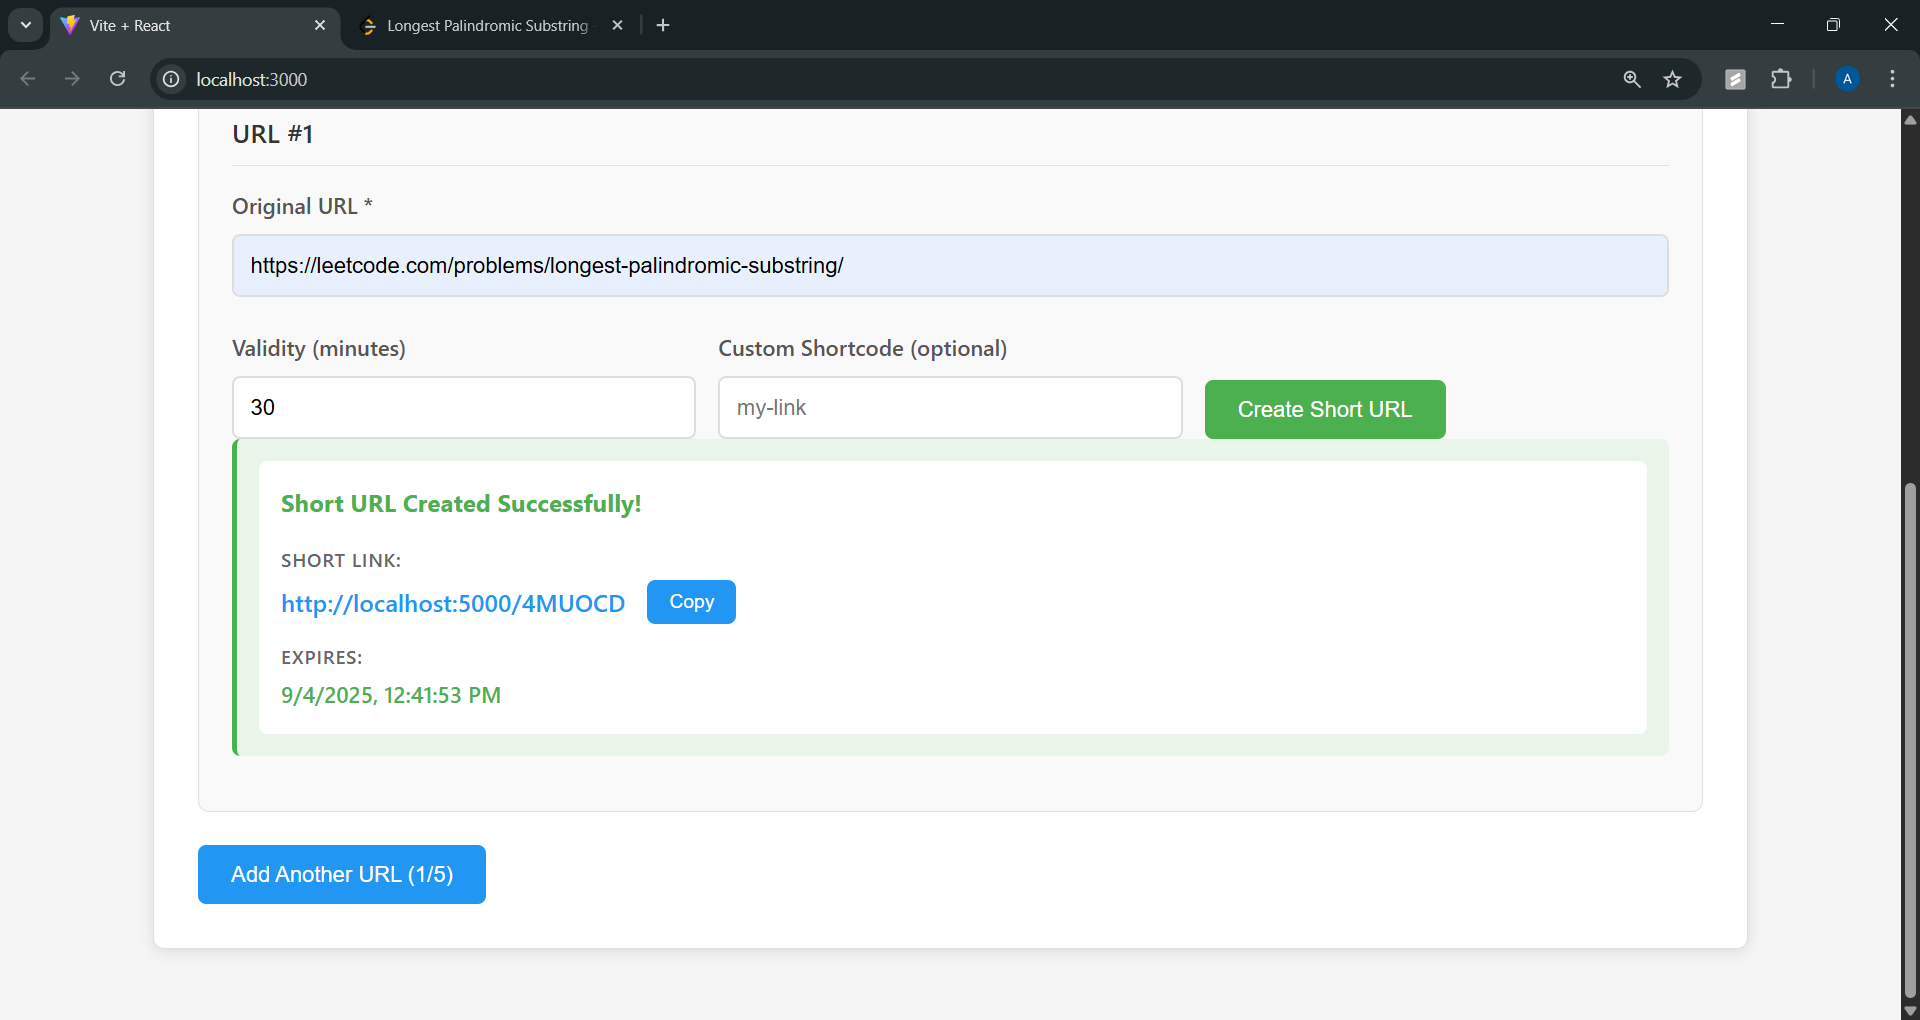 Vite + React
Longest Palindromic Substring
localhost:3000
A
URL #1
Original URL *
https://leetcode.com/problems/longest-palindromic-substring/
Validity (minutes) Custom Shortcode (optional)
30 my-link Create Short URL
Short URL Created Successfully!
SHORT LINK:
http://localhost:5000/4MUOCD Copy
EXPIRES:
9/4/2025, 12:41:53 PM
Add Another URL (1/5)